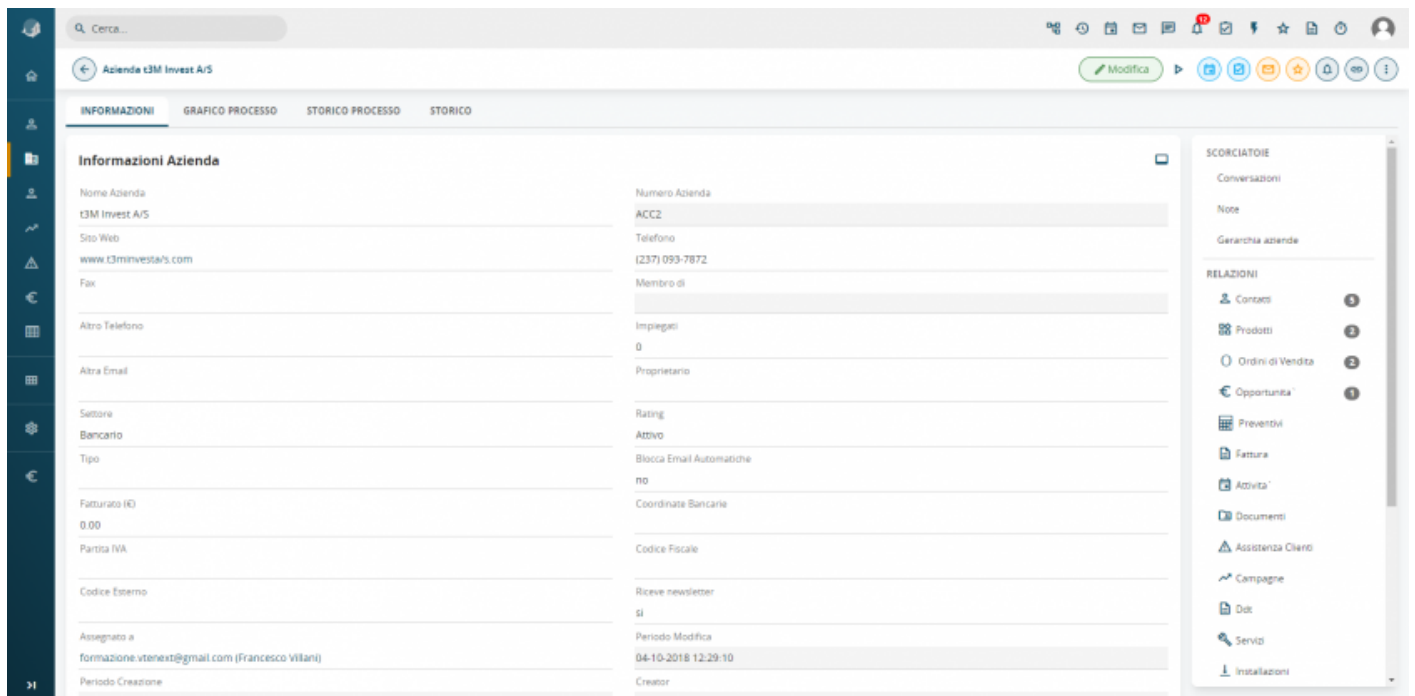 Cerca...
12
Azienda t3M Invest A/S
Modifica
INFORMAZIONI GRAFICO PROCESSO STORICO PROCESSO STORICO
Informazioni Azienda
Nome Azienda
t3M Invest A/S
Numero Azienda
ACC2
Sito Web
www.t3minvesta/s.com
Telefono
(237) 093-7872
Fax
Membro di
Altro Telefono
Impiegati
0
Altra Email
Proprietario
Settore
Bancario
Rating
Attivo
Tipo
Blocca Email Automatiche
no
Fatturato (€)
0.00
Coordinate Bancarie
Partita IVA
Codice Fiscale
Codice Esterno
Riceve newsletter
si
Assegnato a
formazione.vtenext@gmail.com (Francesco Villani)
Periodo Modifica
04-10-2018 12:29:10
Periodo Creazione
Creator
SCORCIATOIE
Conversazioni
Note
Gerarchia aziende
RELAZIONI
Contatti 5
Prodotti 2
Ordini di Vendita 2
Opportunita` 1
Preventivi
Fattura
Attivita`
Documenti
Assistenza Clienti
Campagne
Ddt
Servizi
Installazioni